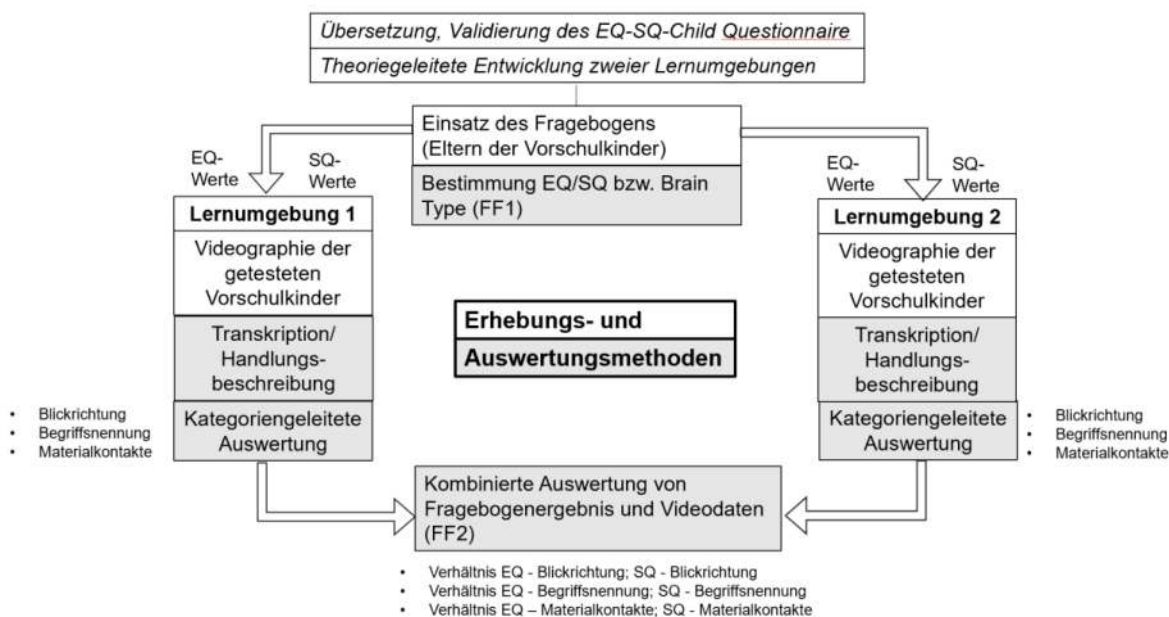 Übersetzung, Validierung des EQ-SQ-Child Questionnaire
Theoriegeleitete Entwicklung zweier Lernumgebungen
Einsatz des Fragebogens
(Eltern der Vorschulkinder)
Bestimmung EQ/SQ bzw. Brain
Type (FF1)
EQ-
Werte
SQ-
Werte
Lernumgebung 1
Videographie der
getesteten
Vorschulkinder
Transkription/
Handlungs-
beschreibung
Kategoriengeleitete
Auswertung
• Blickrichtung
• Begriffsnennung
• Materialkontakte
Erhebungs- und
Auswertungsmethoden
EQ-
Werte
SQ-
Werte
Lernumgebung 2
Videographie der
getesteten
Vorschulkinder
Transkription/
Handlungs-
beschreibung
Kategoriengeleitete
Auswertung
• Blickrichtung
• Begriffsnennung
• Materialkontakte
Kombinierte Auswertung von
Fragebogenergebnis und Videodaten
(FF2)
• Verhältnis EQ - Blickrichtung; SQ - Blickrichtung
• Verhältnis EQ - Begriffsnennung; SQ - Begriffsnennung
• Verhältnis EQ – Materialkontakte; SQ - Materialkontakte